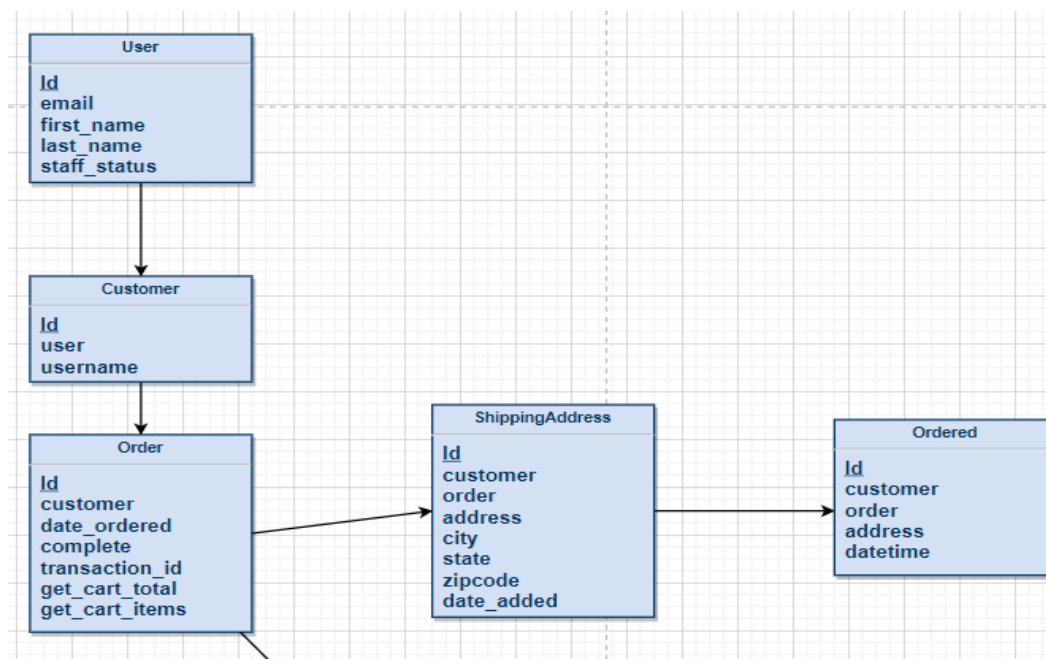 User
Id
email
first_name
last_name
staff_status
Customer
Id
user
username
Order
Id
customer
date_ordered
complete
transaction_id
get_cart_total
get_cart_items
ShippingAddress
Id
customer
order
address
city
state
zipcode
date_added
Ordered
Id
customer
order
address
datetime